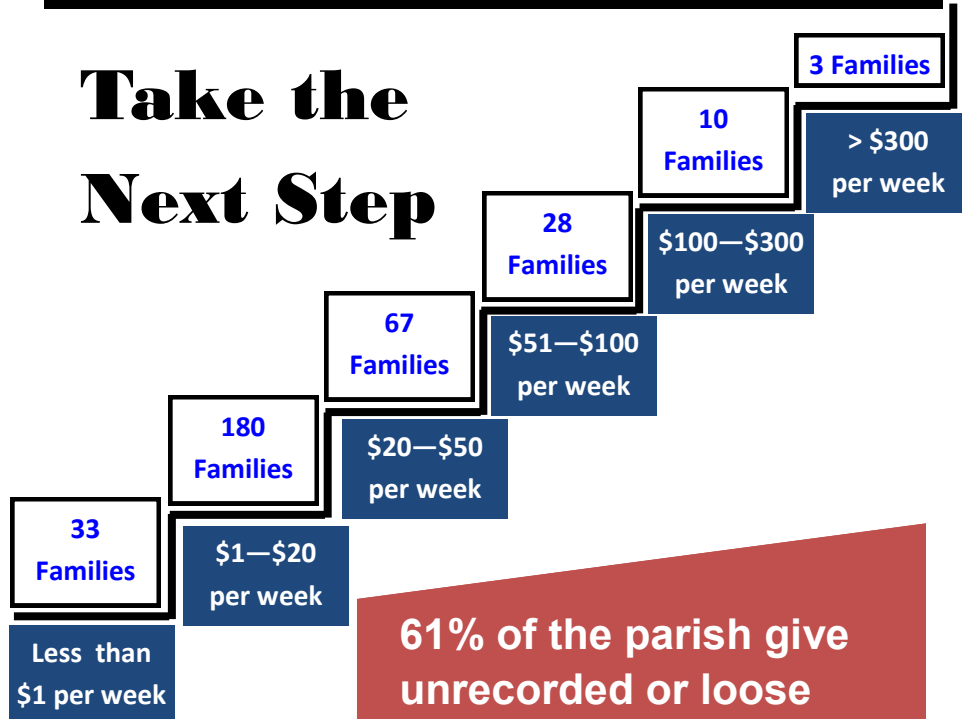 Take the
Next Step
3 Families
> $300
per week
10
Families
$100—$300
per week
28
Families
$51—$100
per week
67
Families
$20—$50
per week
180
Families
$1—$20
per week
33
Families
Less than
$1 per week
61% of the parish give
unrecorded or loose